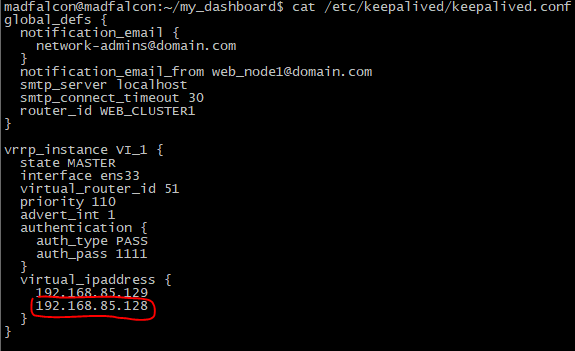 madfalcon@madfalcon:~/my_dashboard$ cat /etc/keepalived/keepalived.conf
global_defs {
  notification_email {
    network-admins@domain.com
  }
  notification_email_from web_node1@domain.com
  smtp_server localhost
  smtp_connect_timeout 30
  router_id WEB_CLUSTER1
}

vrrp_instance VI_1 {
  state MASTER
  interface ens33
  virtual_router_id 51
  priority 110
  advert_int 1
  authentication {
    auth_type PASS
    auth_pass 1111
  }
  virtual_ipaddress {
    192.168.85.129
    192.168.85.128
  }
}